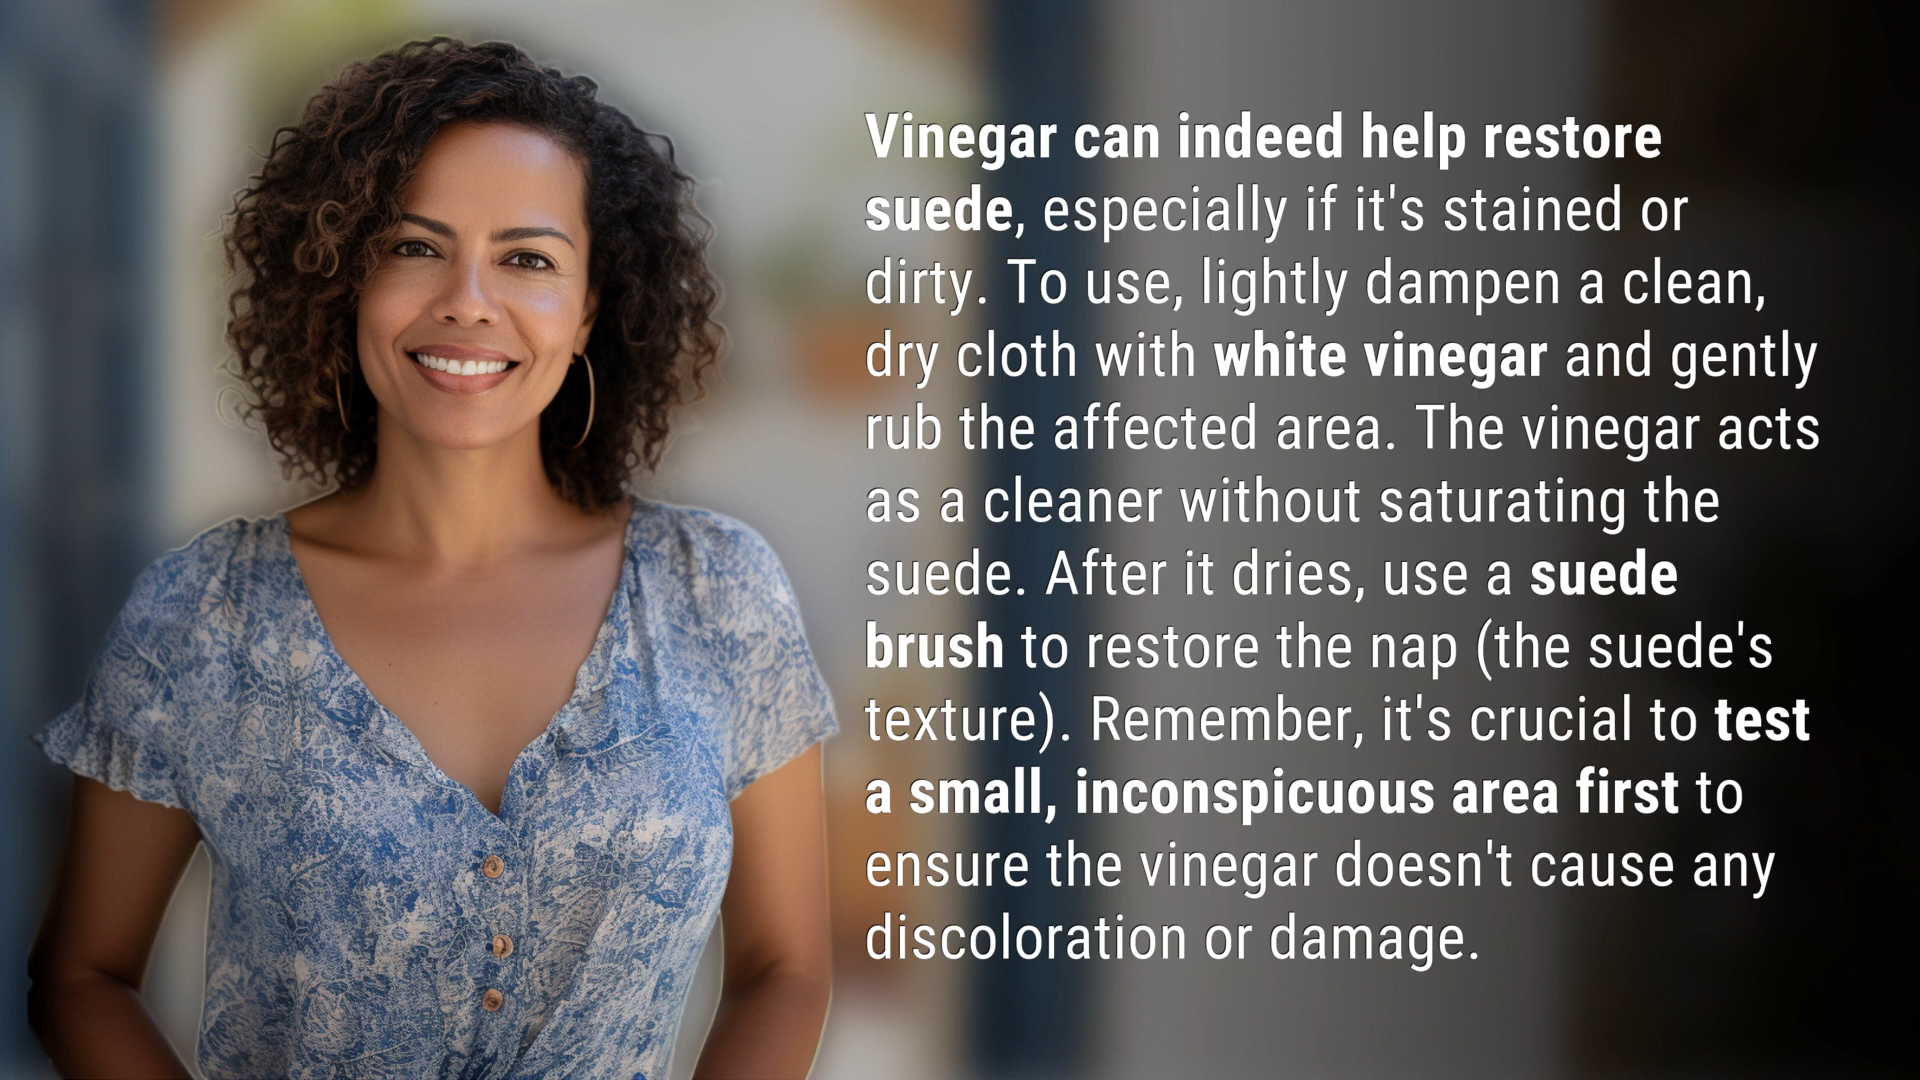 Vinegar can indeed help restore
suede, especially if it's stained or
dirty. To use, lightly dampen a clean,
dry cloth with white vinegar and gently
rub the affected area. The vinegar acts
as a cleaner without saturating the
suede. After it dries, use a suede
brush to restore the nap (the suede's
texture). Remember, it's crucial to test
a small, inconspicuous area first to
ensure the vinegar doesn't cause any
discoloration or damage.